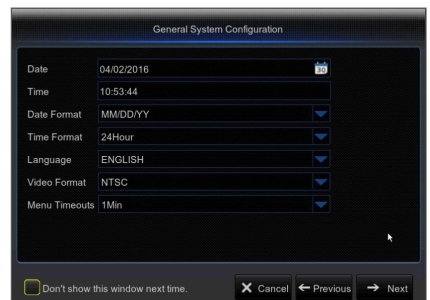 General System Configuration
Date 04/02/2016 30
Time 10:53:44
Date Format MM/DD/YY
Time Format 24Hour
Language ENGLISH
Video Format NTSC
Menu Timeouts 1Min
Don't show this window next time. Cancel Previous Next